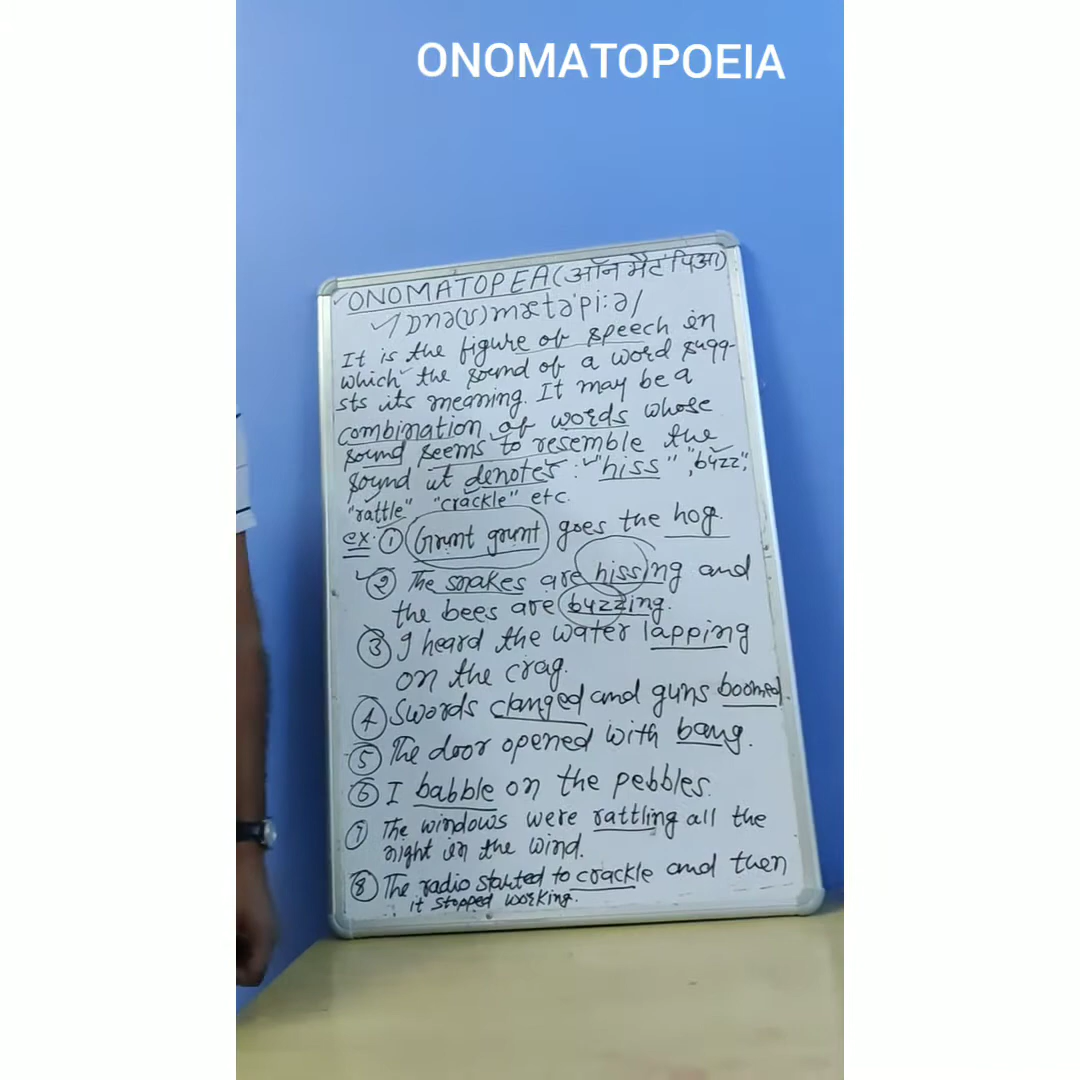 ONOMATOPOEIA
✓ONOMATOPEA (ऑनमैटपिआ)
✓/ɒnə(ʊ)mætə'pi:ə/
It is the figure of speech in
which the sound of a word sugg-
sts its meaning. It may be a
combination of words whose
sound seems to resemble the
sound it denotes: "hiss", "buzz",
"rattle" "crackle" etc.
ex. ① Grunt grunt goes the hog.
② The snakes are hissing and
the bees are buzzing.
③ I heard the water lapping
on the crag.
④ Swords clanged and guns boomed.
⑤ The door opened with bang.
⑥ I babble on the pebbles.
⑦ The windows were rattling all the
night in the wind.
⑧ The radio started to crackle and then
it stopped working.